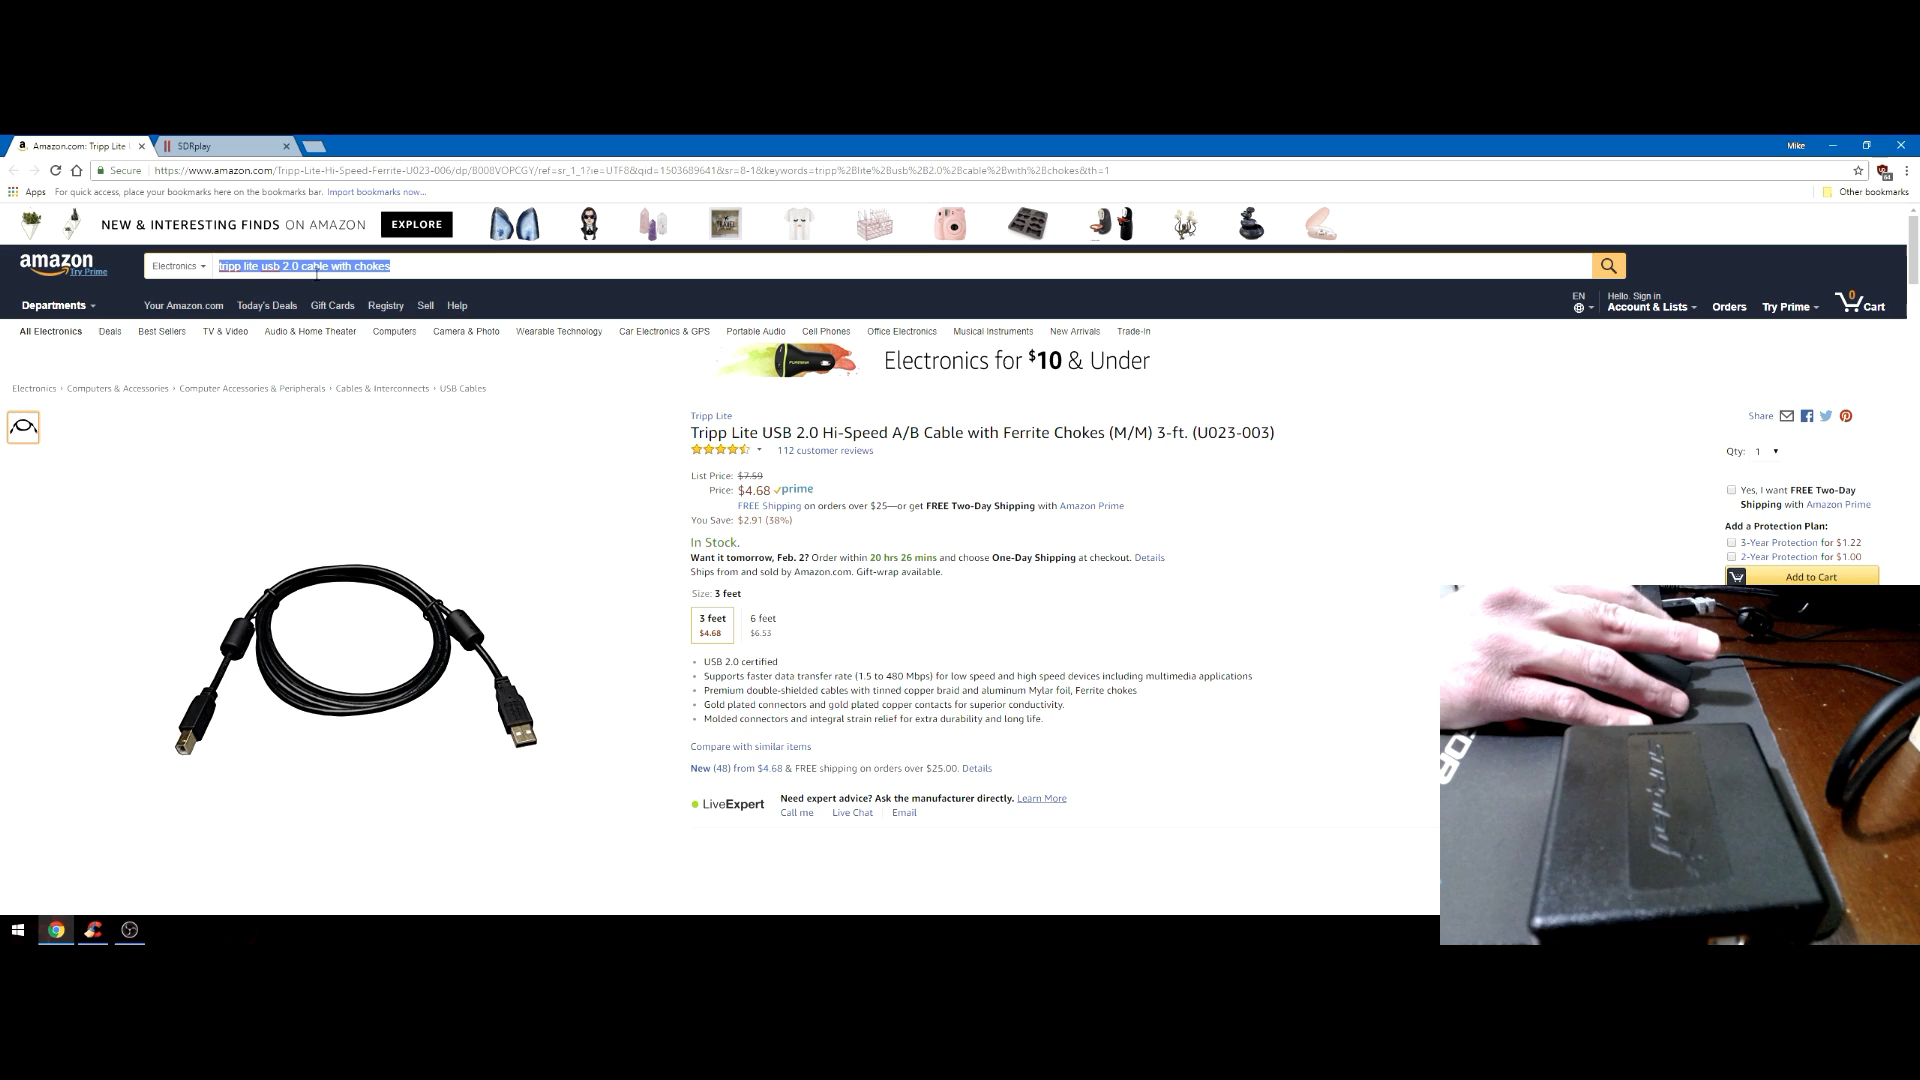 Amazon.com: Tripp Lite
SDRplay
Mike
Secure
https://www.amazon.com/Tripp-Lite-Hi-Speed-Ferrite-U023-006/dp/B008VOPCGY/ref=sr_1_1?ie=UTF8&qid=1503689641&sr=8-1&keywords=tripp%2Blite%2Busb%2B2.0%2Bcable%2Bwith%2Bchokes&th=1
Apps
For quick access, place your bookmarks here on the bookmarks bar. Import bookmarks now...
Other bookmarks
NEW & INTERESTING FINDS ON AMAZON
EXPLORE
amazon
Try Prime
Electronics
tripp lite usb 2.0 cable with chokes
Departments
Your Amazon.com
Today's Deals
Gift Cards
Registry
Sell
Help
EN
Hello. Sign in
Account & Lists
Orders
Try Prime
0
Cart
All Electronics
Deals
Best Sellers
TV & Video
Audio & Home Theater
Computers
Camera & Photo
Wearable Technology
Car Electronics & GPS
Portable Audio
Cell Phones
Office Electronics
Musical Instruments
New Arrivals
Trade-In
Electronics for $10 & Under
Electronics › Computers & Accessories › Computer Accessories & Peripherals › Cables & Interconnects › USB Cables
Tripp Lite
Tripp Lite USB 2.0 Hi-Speed A/B Cable with Ferrite Chokes (M/M) 3-ft. (U023-003)
112 customer reviews
List Price: $7.59
Price: $4.68 prime
FREE Shipping on orders over $25—or get FREE Two-Day Shipping with Amazon Prime
You Save: $2.91 (38%)
In Stock.
Want it tomorrow, Feb. 2? Order within 20 hrs 26 mins and choose One-Day Shipping at checkout. Details
Ships from and sold by Amazon.com. Gift-wrap available.
Size: 3 feet
3 feet
$4.68
6 feet
$6.53
• USB 2.0 certified
• Supports faster data transfer rate (1.5 to 480 Mbps) for low speed and high speed devices including multimedia applications
• Premium double-shielded cables with tinned copper braid and aluminum Mylar foil, Ferrite chokes
• Gold plated connectors and gold plated copper contacts for superior conductivity.
• Molded connectors and integral strain relief for extra durability and long life.
Compare with similar items
New (48) from $4.68 & FREE shipping on orders over $25.00. Details
LiveExpert
Need expert advice? Ask the manufacturer directly. Learn More
Call me
Live Chat
Email
Share
Qty: 1
Yes, I want FREE Two-Day
Shipping with Amazon Prime
Add a Protection Plan:
3-Year Protection for $1.22
2-Year Protection for $1.00
Add to Cart
SDRplay